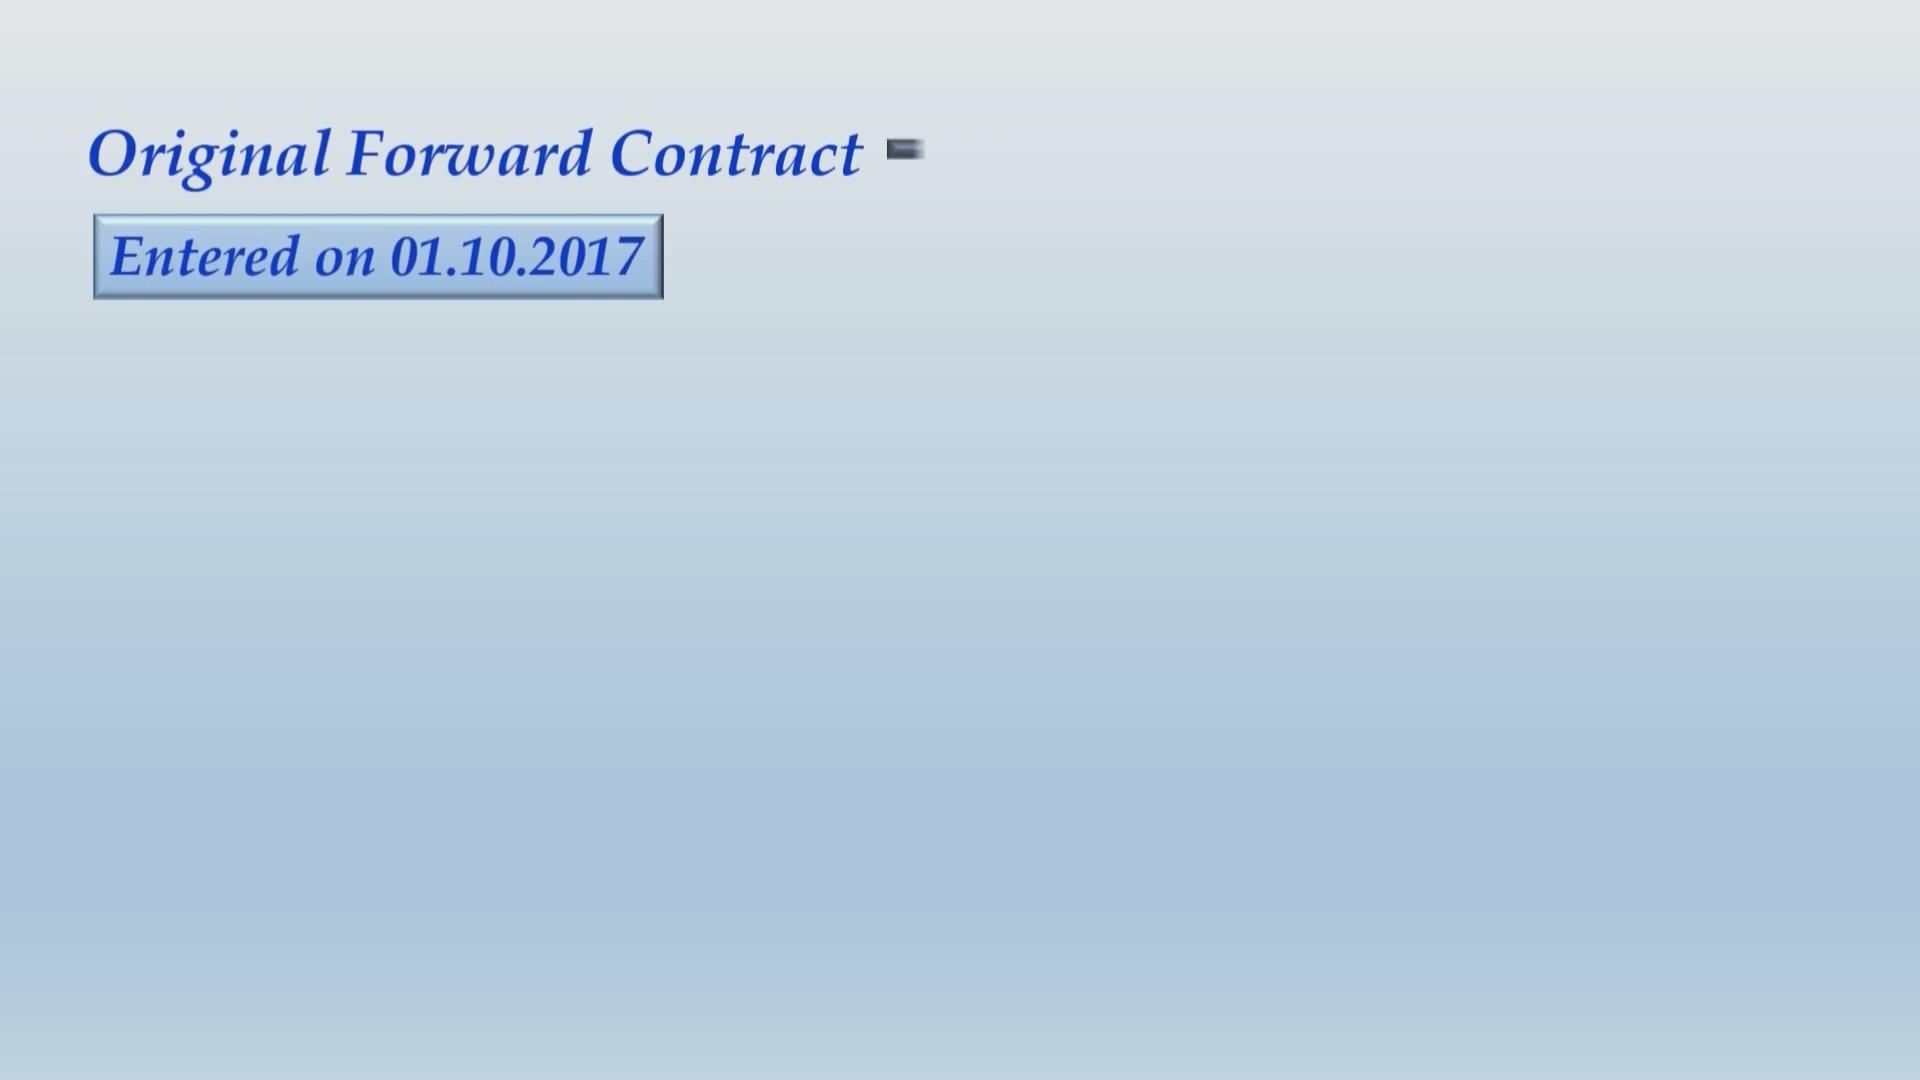 Original Forward Contract -
Entered on 01.10.2017